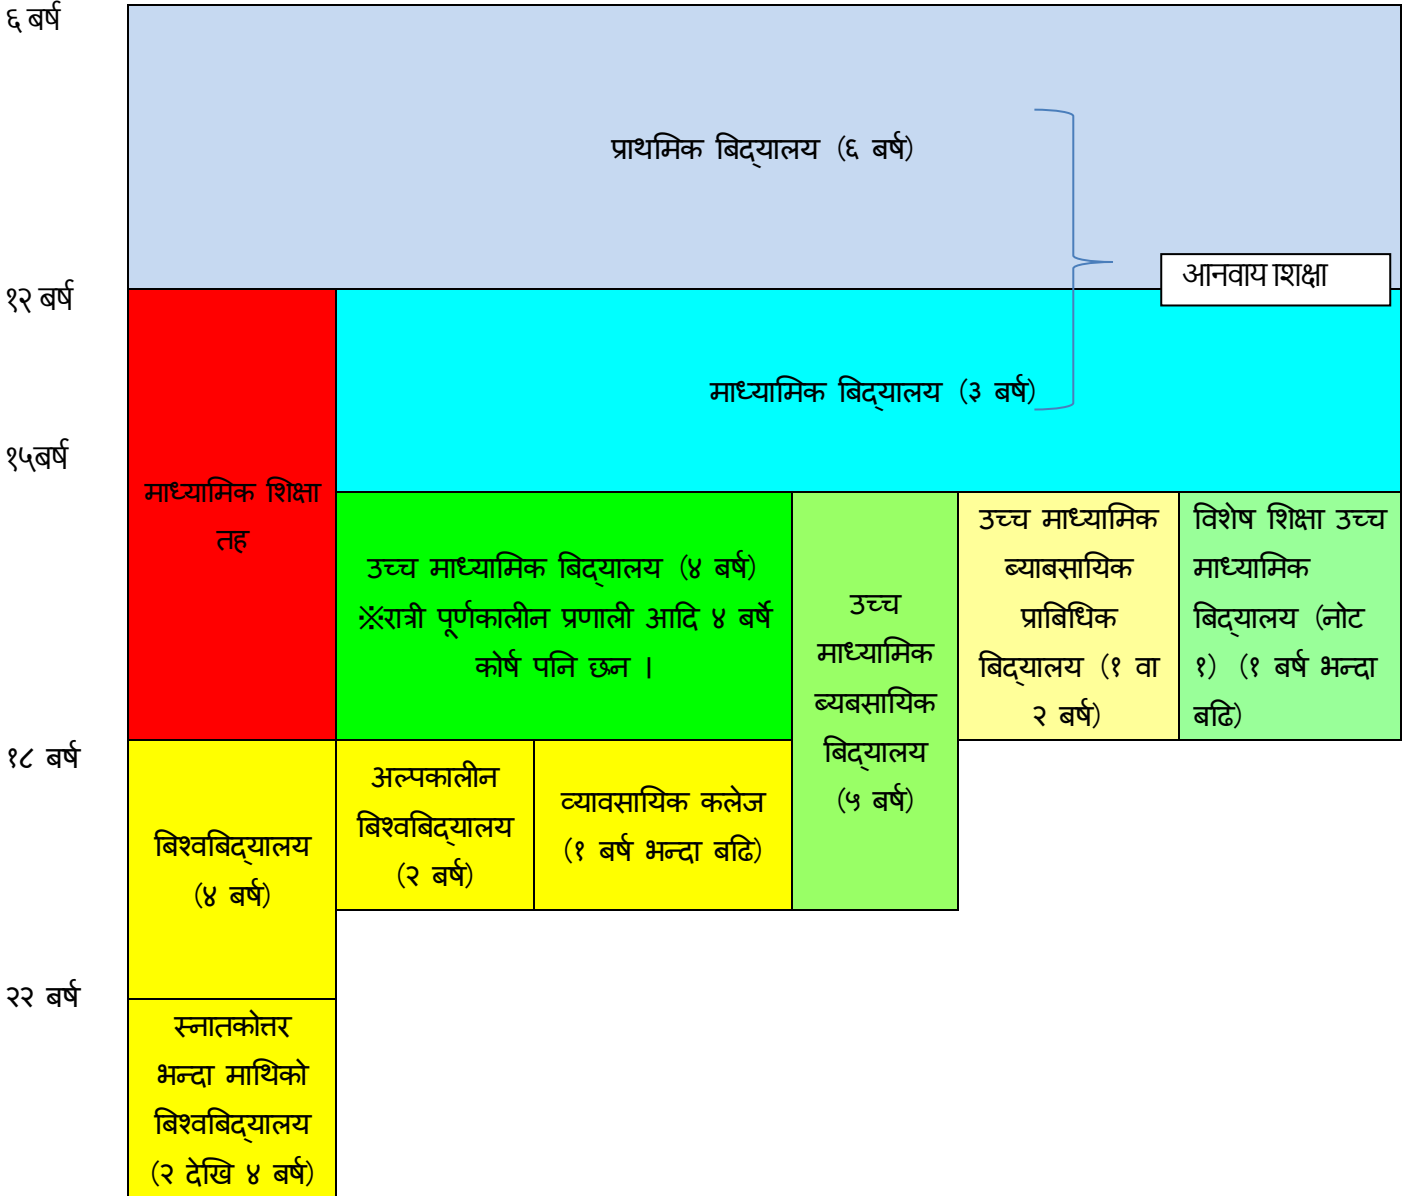 ६ बर्ष
प्राथमिक बिद्यालय (६ बर्ष)
आनवाय शिक्षा
१२ बर्ष
माध्यामिक बिद्यालय (३ बर्ष)
१५बर्ष
माध्यामिक शिक्षा
तह
उच्च माध्यामिक बिद्यालय (४ बर्ष)
※रात्री पूर्णकालीन प्रणाली आदि ४ बर्षे
कोर्ष पनि छन ।
उच्च
माध्यामिक
ब्यबसायिक
बिद्यालय
(५ बर्ष)
उच्च माध्यामिक
ब्याबसायिक
प्राबिधिक
बिद्यालय (१ वा
२ बर्ष)
विशेष शिक्षा उच्च
माध्यामिक
बिद्यालय (नोट
१) (१ बर्ष भन्दा
बढि)
१८ बर्ष
बिश्वबिद्यालय
(४ बर्ष)
अल्पकालीन
बिश्वबिद्यालय
(२ बर्ष)
व्यावसायिक कलेज
(१ बर्ष भन्दा बढि)
२२ बर्ष
स्नातकोत्तर
भन्दा माथिको
बिश्वबिद्यालय
(२ देखि ४ बर्ष)